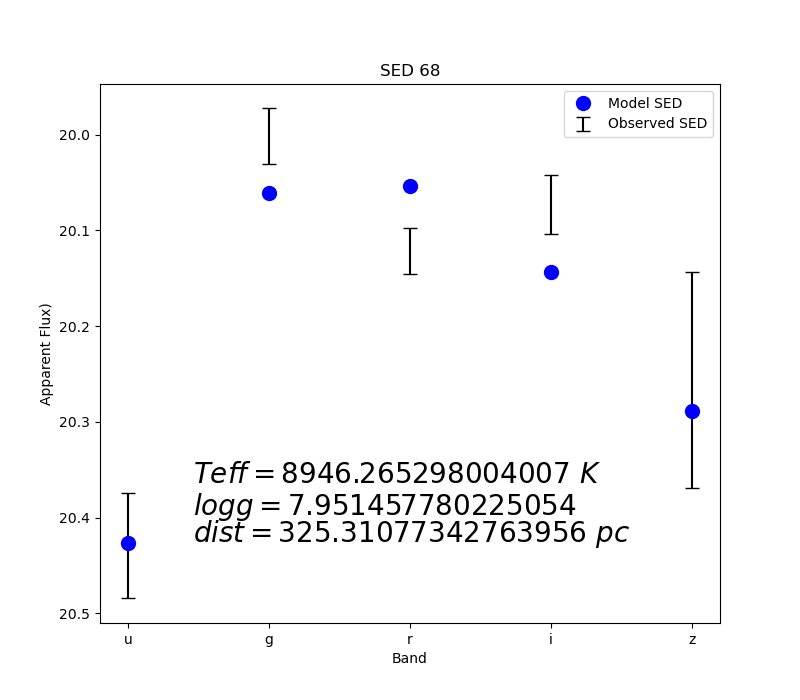 SED 68
Model SED
Observed SED
20.0
20.1
20.2
20.3
20.4
20.5
Apparent Flux)
Teff = 8946.265298004007 K
logg = 7.951457780225054
dist = 325.31077342763956 pc
u g r i z
Band